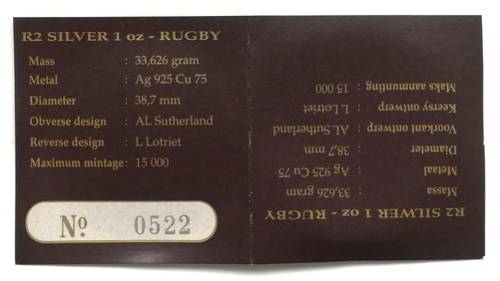 R2 SILVER 1 oz - RUGBY
Mass : 33,626 gram
Metal : Ag 925 Cu 75
Diameter : 38,7 mm
Obverse design : AL Sutherland
Reverse design : L Lotriet
Maximum mintage : 15 000
No 0522
R2 SILWER 1 oz - RUGBY
Massa : 33,626 gram
Metaal : Ag 925 Cu 75
Diameter : 38,7 mm
Voorkant ontwerp : AL Sutherland
Keersy ontwerp : L Lotriet
Maks aanmunting : 15 000